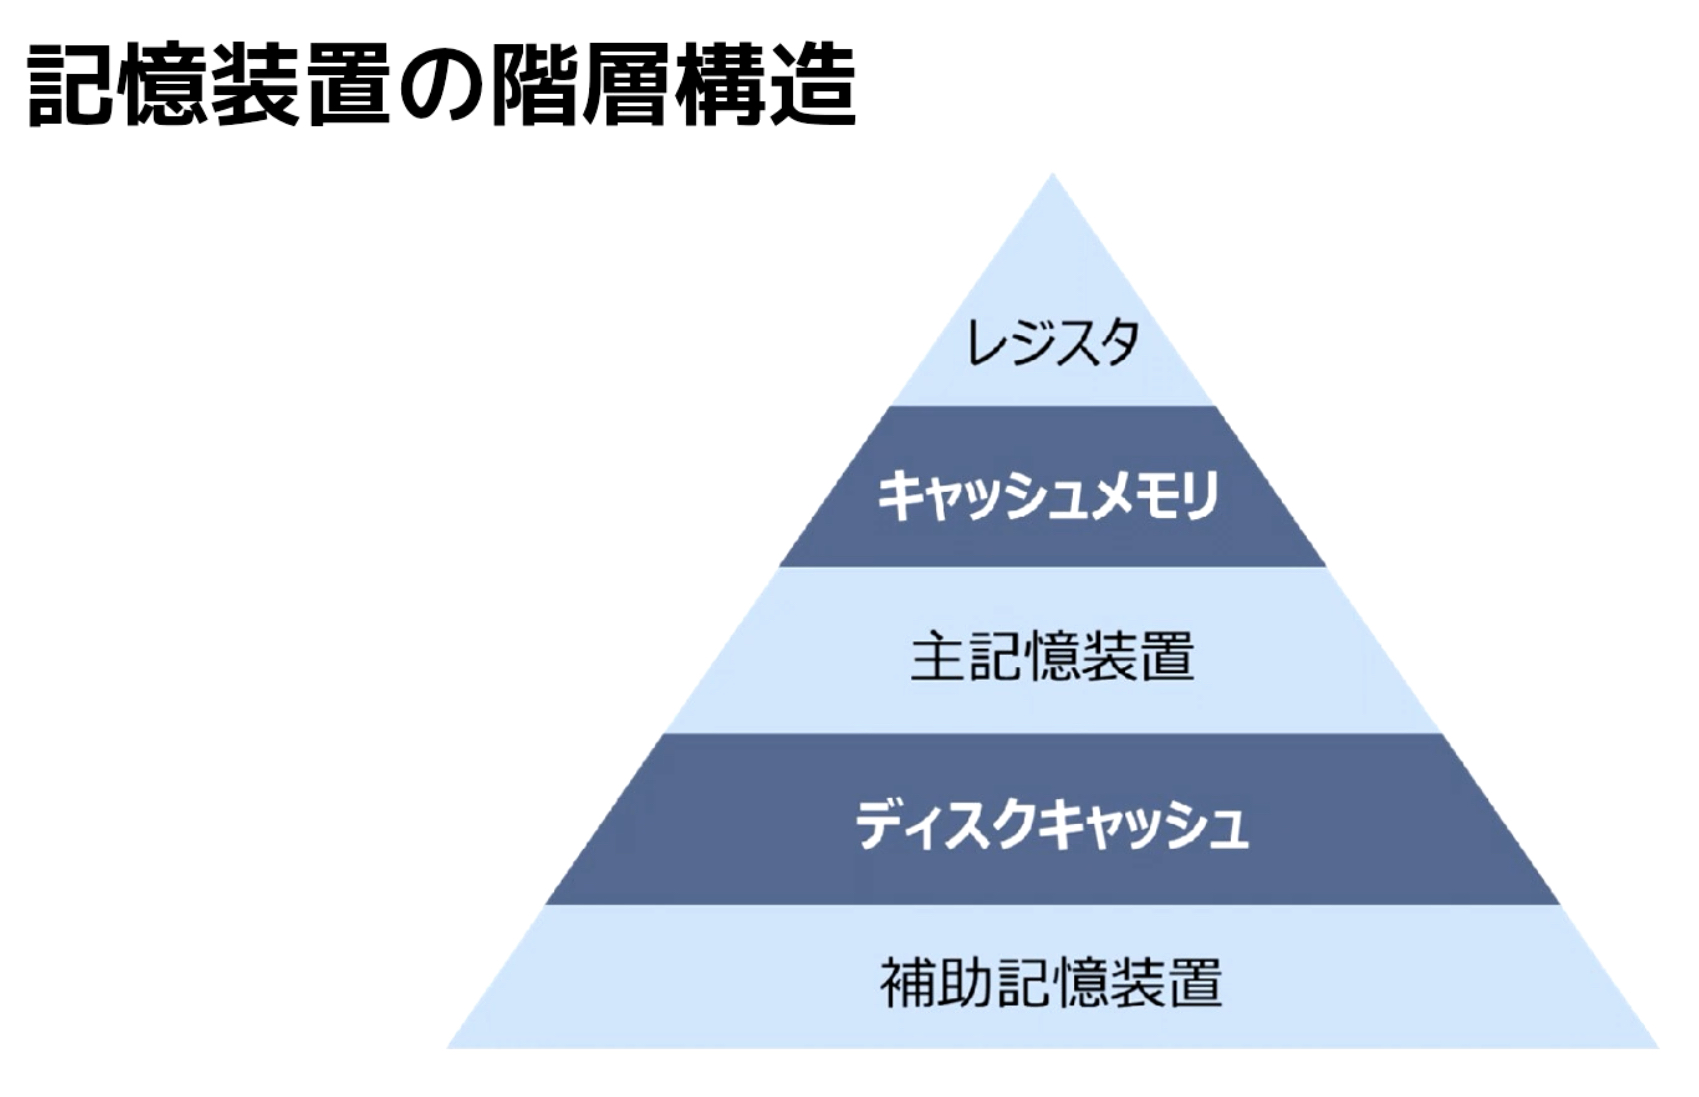 記憶装置の階層構造
レジスタ
キャッシュメモリ
主記憶装置
ディスクキャッシュ
補助記憶装置